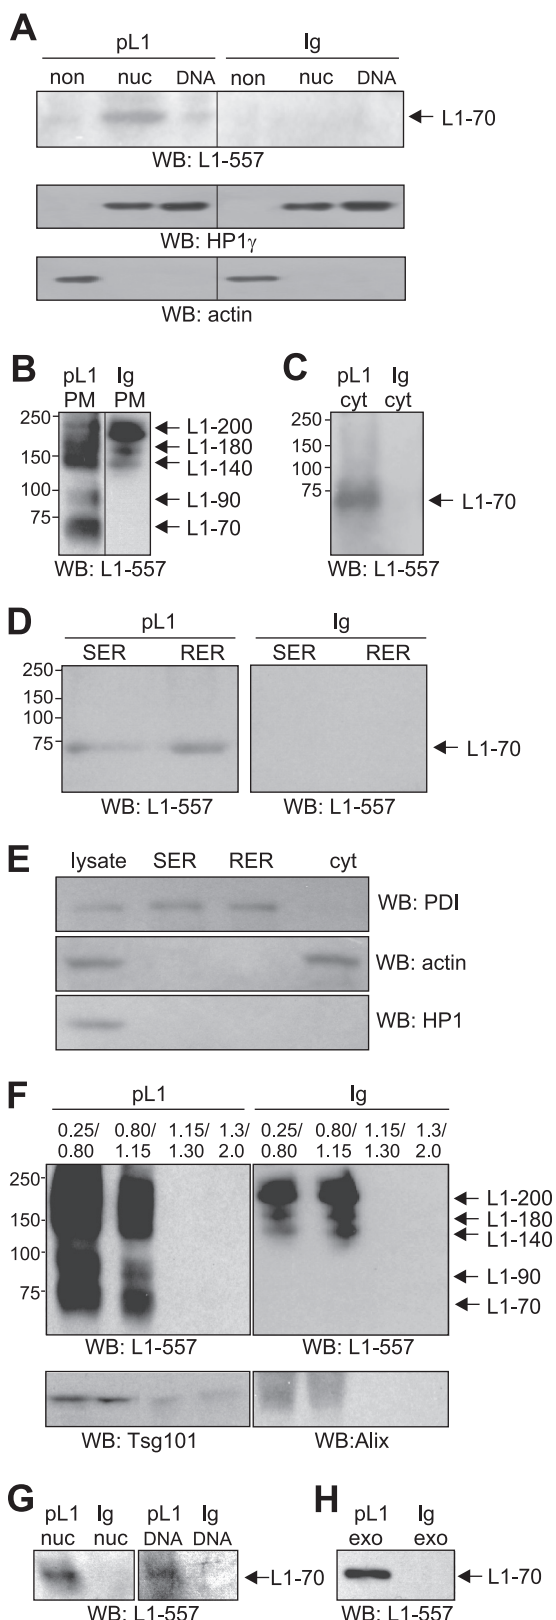 A
pL1 Ig
non nuc DNA non nuc DNA
L1-70
WB: L1-557
WB: HP1γ
WB: actin
B
pL1 Ig
PM PM
250
150
100
75
L1-200
L1-180
L1-140
L1-90
L1-70
WB: L1-557
C
pL1 Ig
cyt cyt
250
150
100
75
L1-70
WB: L1-557
D
pL1 Ig
SER RER SER RER
250
150
100
75
L1-70
WB: L1-557 WB: L1-557
E
lysate SER RER cyt
WB: PDI
WB: actin
WB: HP1
F
pL1 Ig
0.25/ 0.80/ 1.15/ 1.3/ 0.25/ 0.80/ 1.15/ 1.3/
0.80 1.15 1.30 2.0 0.80 1.15 1.30 2.0
250
150
100
75
L1-200
L1-180
L1-140
L1-90
L1-70
WB: L1-557 WB: L1-557
WB: Tsg101 WB:Alix
G
pL1 Ig pL1 Ig
nuc nuc DNA DNA
L1-70
WB: L1-557
H
pL1 Ig
exo exo
L1-70
WB: L1-557